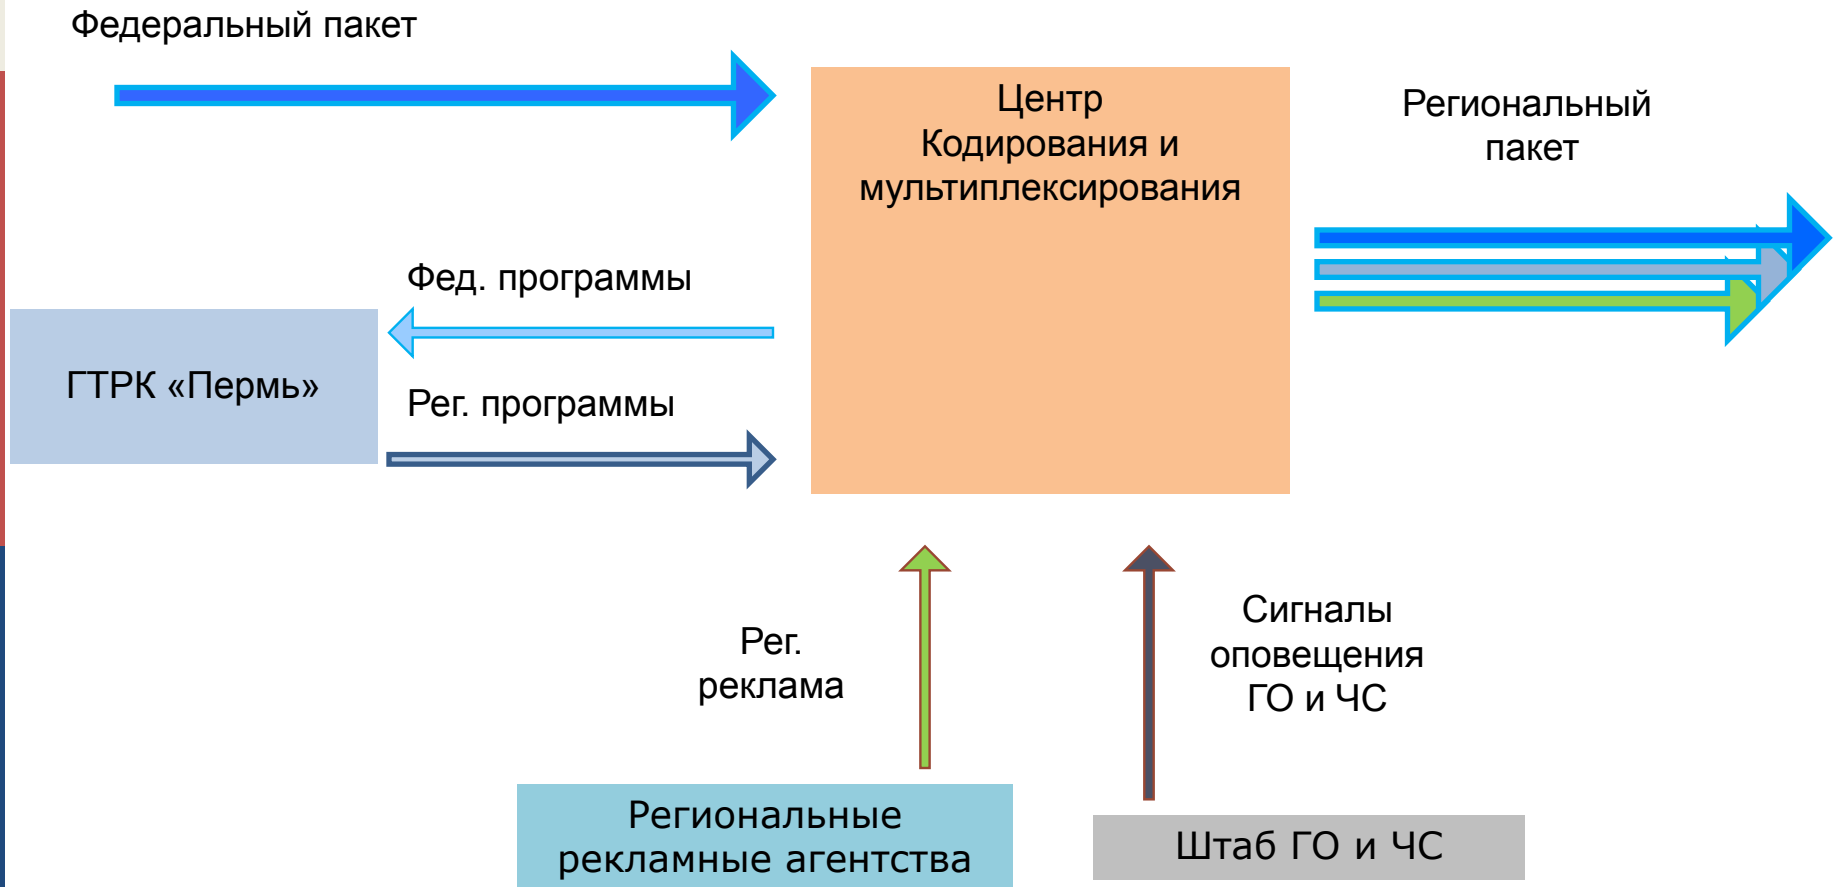 Федеральный пакет
Центр
Кодирования и
мультиплексирования
Региональный
пакет
Фед. программы
ГТРК «Пермь»
Рег. программы
Рег.
реклама
Сигналы
оповещения
ГО и ЧС
Региональные
рекламные агентства
Штаб ГО и ЧС